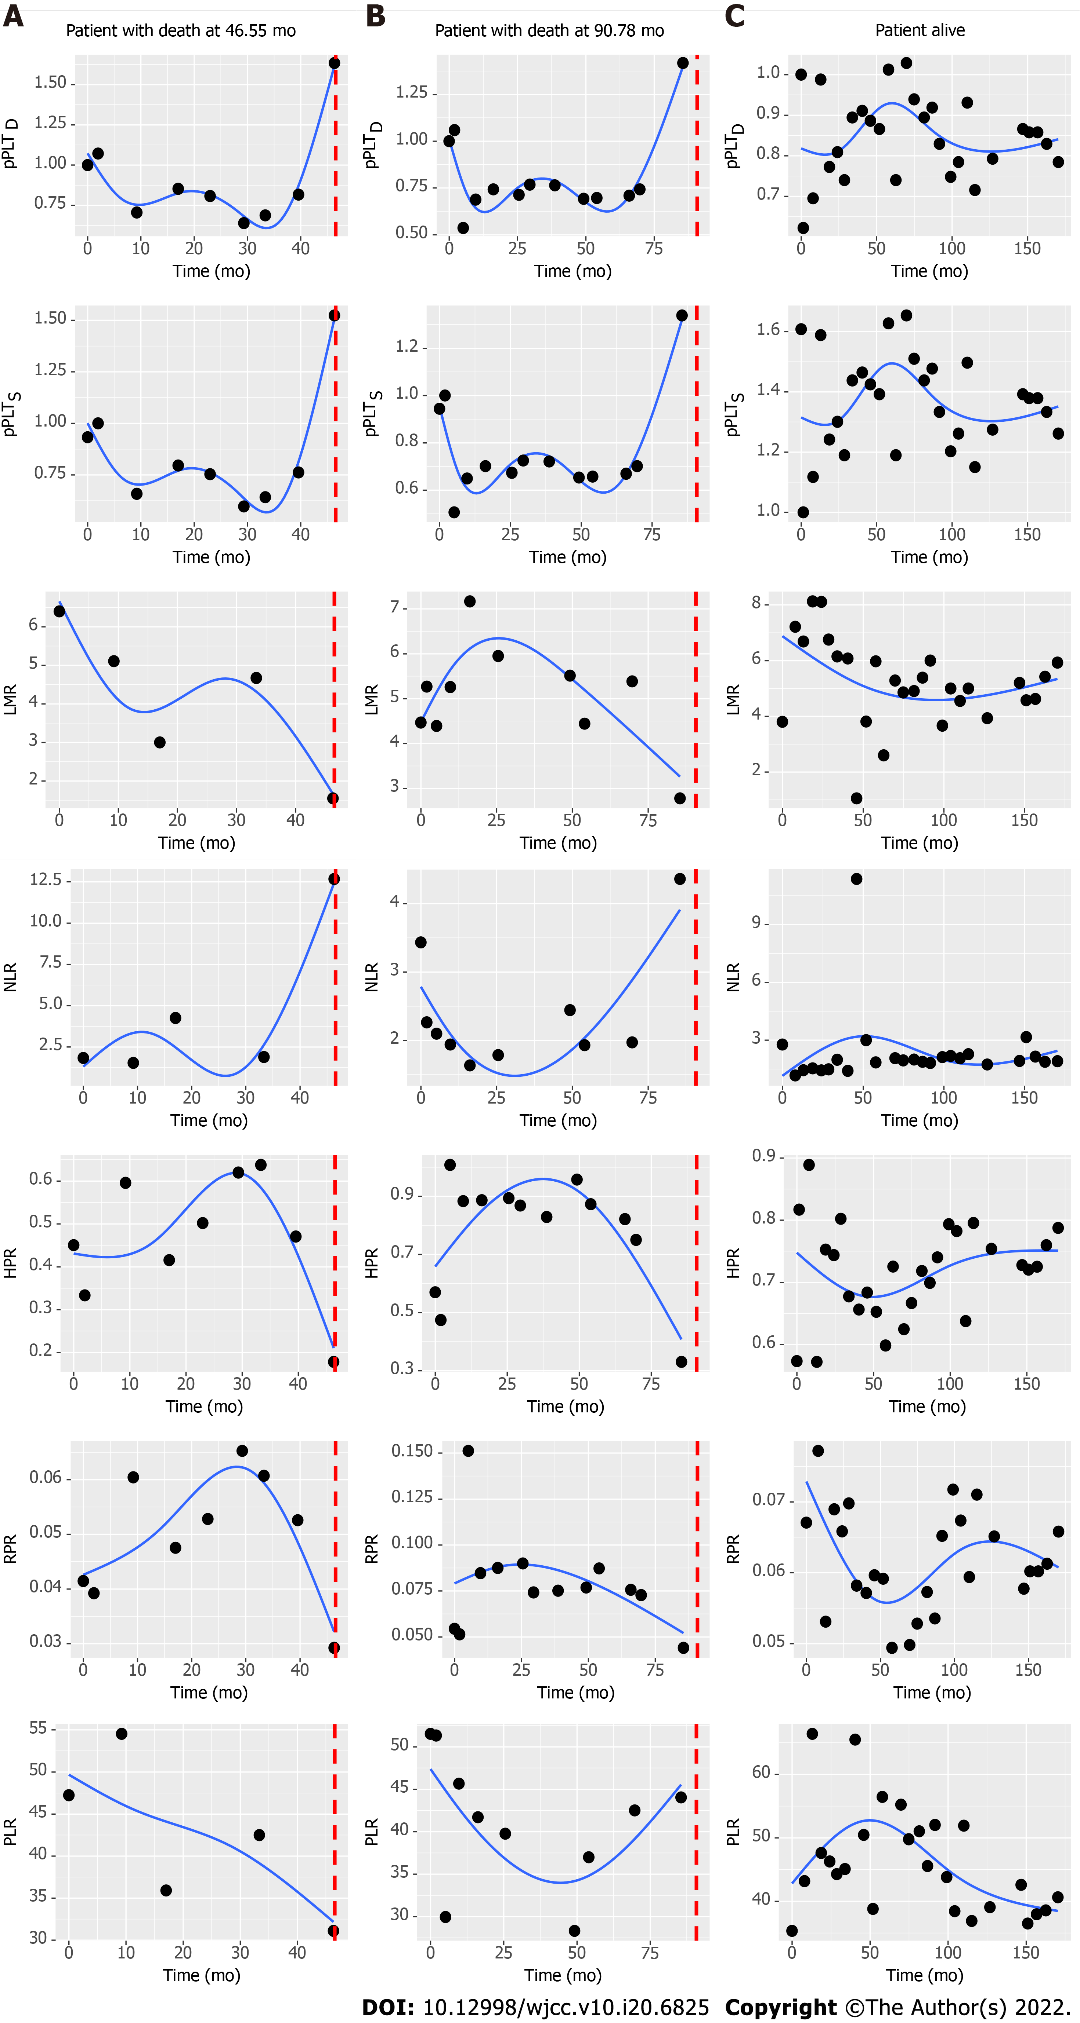 A B C
Patient with death at 46.55 mo Patient with death at 90.78 mo Patient alive
pPLT D
1.50
1.25
1.00
0.75
0 10 20 30 40
Time (mo)
pPLT D
1.25
1.00
0.75
0.50
0 25 50 75
Time (mo)
pPLT D
1.0
0.9
0.8
0.7
0 50 100 150
Time (mo)
pPLT S
1.50
1.00
0.75
0 10 20 30 40
Time (mo)
pPLT S
1.2
1.0
0.8
0.6
0 25 50 75
Time (mo)
pPLT S
1.6
1.4
1.2
1.0
0 50 100 150
Time (mo)
LMR
6
5
4
3
2
0 10 20 30 40
Time (mo)
LMR
7
6
5
4
3
0 25 50 75
Time (mo)
LMR
8
6
4
2
0 50 100 150
Time (mo)
NLR
12.5
10.0
7.5
5.0
2.5
0 10 20 30 40
Time (mo)
NLR
4
3
2
0 25 50 75
Time (mo)
NLR
9
6
3
0 50 100 150
Time (mo)
HPR
0.6
0.5
0.4
0.3
0.2
0 10 20 30 40
Time (mo)
HPR
0.9
0.7
0.5
0.3
0 25 50 75
Time (mo)
HPR
0.9
0.8
0.7
0.6
0 50 100 150
Time (mo)
RPR
0.06
0.05
0.04
0.03
0 10 20 30 40
Time (mo)
RPR
0.150
0.125
0.100
0.075
0.050
0 25 50 75
Time (mo)
RPR
0.07
0.06
0.05
0 50 100 150
Time (mo)
PLR
55
50
45
40
35
30
0 10 20 30 40
Time (mo)
PLR
50
45
40
35
30
0 25 50 75
Time (mo)
PLR
60
50
40
0 50 100 150
Time (mo)
DOI: 10.12998/wjcc.v10.i20.6825 Copyright ©The Author(s) 2022.